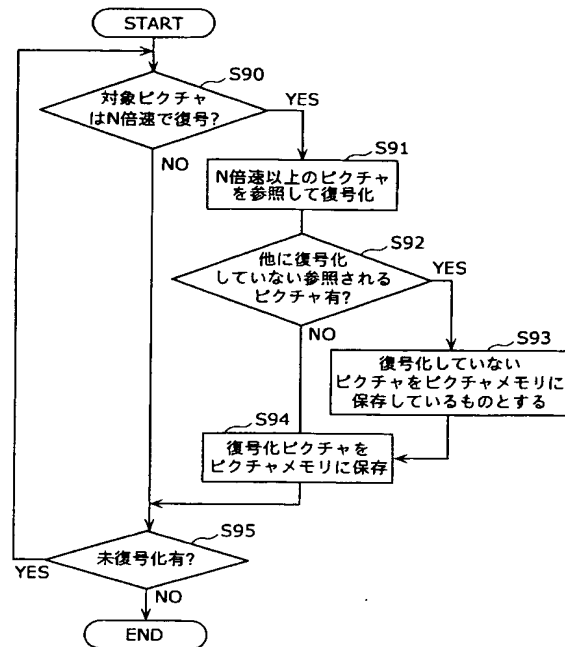 START
S90
対象ピクチャ
はN倍速で復号?
YES
NO
S91
N倍速以上のピクチャ
を参照して復号化
S92
他に復号化
していない参照される
ピクチャ有?
YES
NO
S93
復号化していない
ピクチャをピクチャメモリに
保存しているものとする
S94
復号化ピクチャを
ピクチャメモリに保存
S95
未復号化有?
YES
NO
END